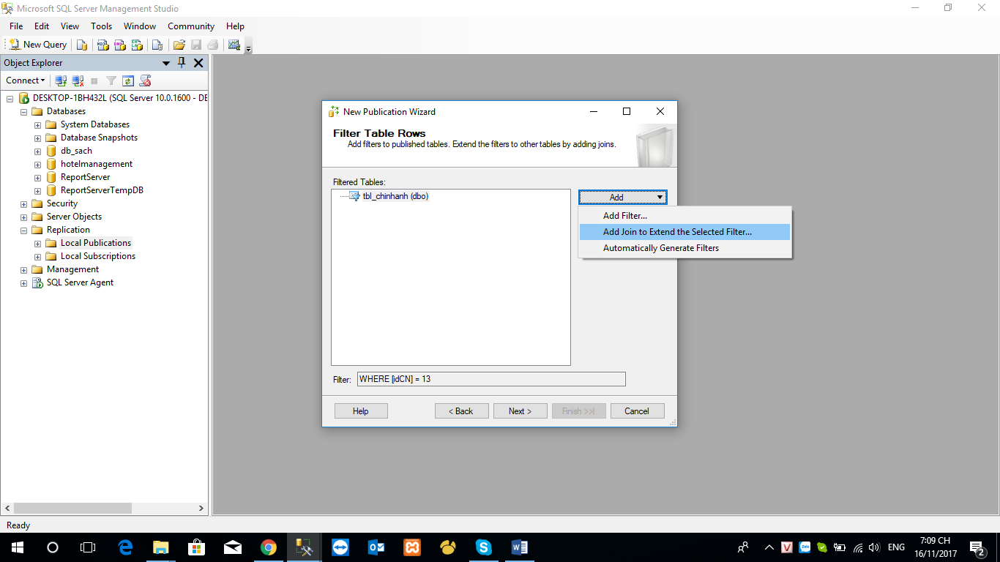 Microsoft SQL Server Management Studio
File Edit View Tools Window Community Help
New Query
Object Explorer
Connect
DESKTOP-1BH432L (SQL Server 10.0.1600 - DE
Databases
System Databases
Database Snapshots
db_sach
hotelmanagement
ReportServer
ReportServerTempDB
Security
Server Objects
Replication
Local Publications
Local Subscriptions
Management
SQL Server Agent
New Publication Wizard
Filter Table Rows
Add filters to published tables. Extend the filters to other tables by adding joins.
Filtered Tables:
tbl_chinhanh (dbo)
Add
Add Filter...
Add Join to Extend the Selected Filter...
Automatically Generate Filters
Filter: WHERE [idCN] = 13
Help < Back Next > Finish >>| Cancel
Ready
ENG
7:09 CH
16/11/2017
2